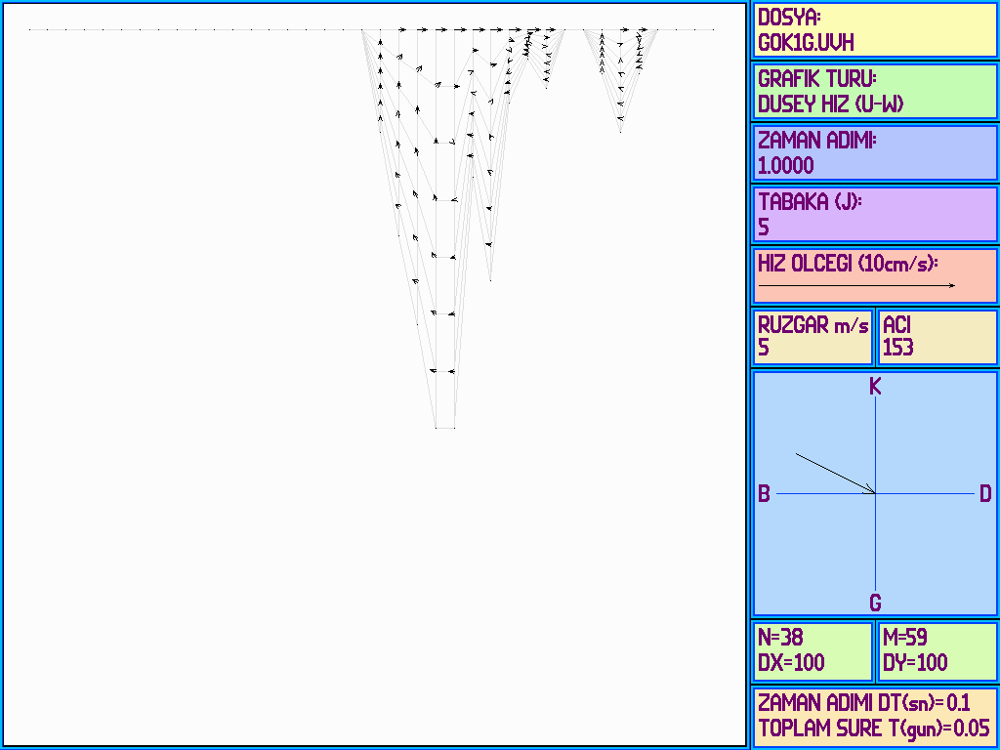 DOSYA:
GOK1G.UVH
GRAFIK TURU:
DUSEY HIZ (U-W)
ZAMAN ADIMI:
1.0000
TABAKA (J):
5
HIZ OLCEGI (10cm/s):
RUZGAR m/s
5
ACI
153
K
B
D
G
N=38
DX=100
M=59
DY=100
ZAMAN ADIMI DT(sn)=0.1
TOPLAM SURE T(gun)=0.05